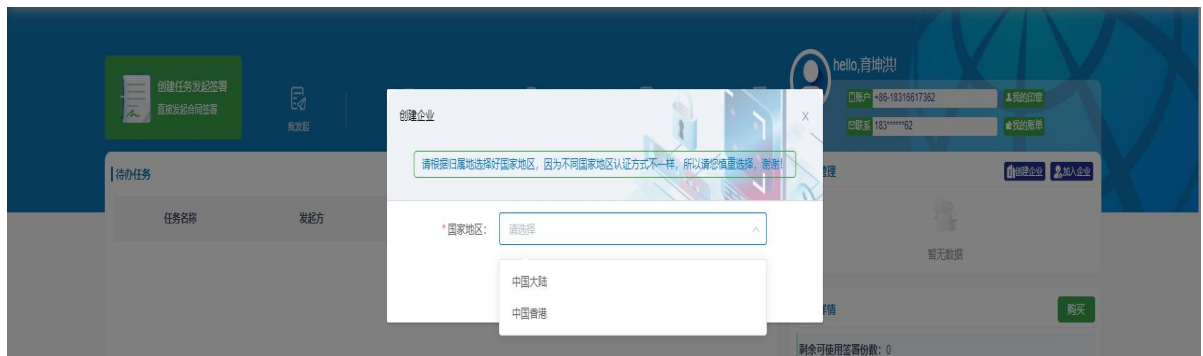 hello,育坤洪!
创建任务发起签署
直接发起合同签署
我发起
账户 +86-18316617362
我的印章
联系 183******62
我的账单
创建企业
X
请根据归属地选择好国家地区，因为不同国家地区认证方式不一样，所以请您慎重选择，谢谢!
待办任务
管理
创建企业
加入企业
任务名称
发起方
*国家地区:
请选择
暂无数据
中国大陆
中国香港
详情
购买
剩余可使用签署份数: 0